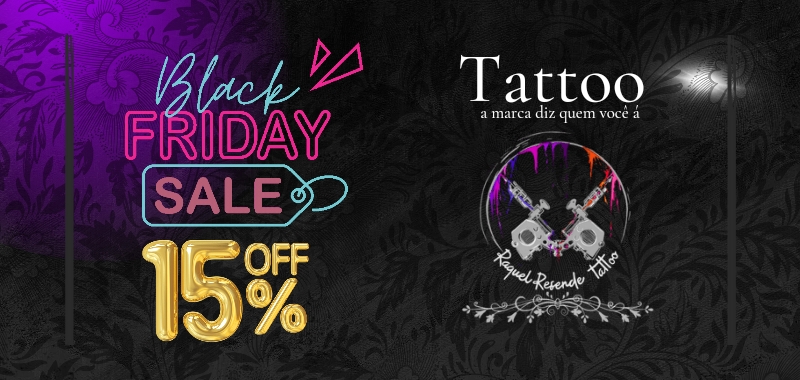 Black
FRIDAY
SALE
15% OFF
Tattoo
a marca diz quem você á
Raquel Resende tattoo